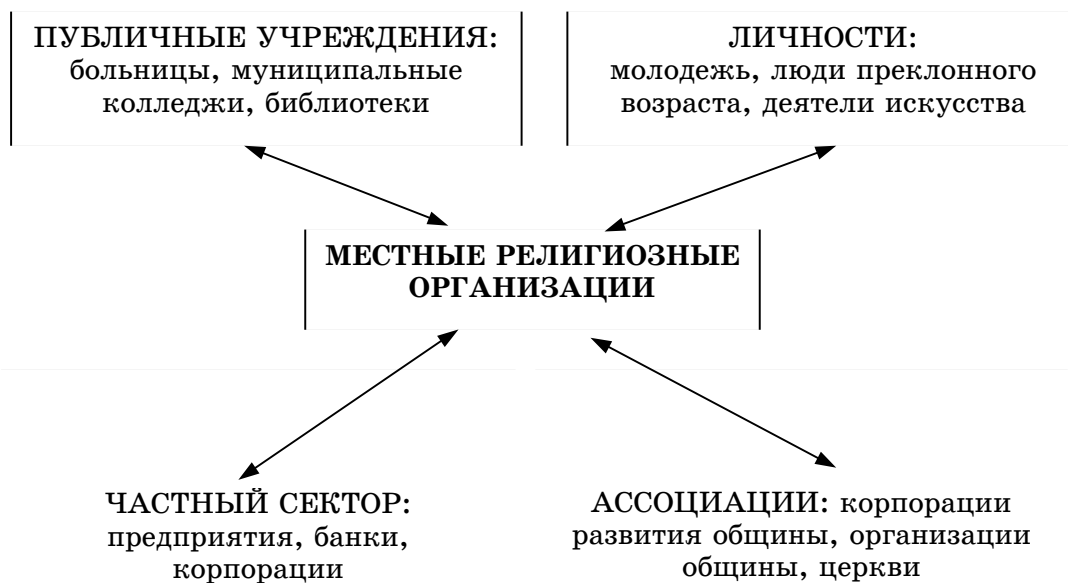 ПУБЛИЧНЫЕ УЧРЕЖДЕНИЯ:
больницы, муниципальные
колледжи, библиотеки
ЛИЧНОСТИ:
молодежь, люди преклонного
возраста, деятели искусства
МЕСТНЫЕ РЕЛИГИОЗНЫЕ
ОРГАНИЗАЦИИ
ЧАСТНЫЙ СЕКТОР:
предприятия, банки,
корпорации
АССОЦИАЦИИ: корпорации
развития общины, организации
общины, церкви